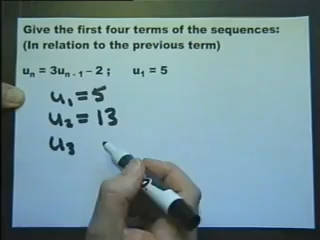 Give the first four terms of the sequences:
(In relation to the previous term)
uₙ = 3uₙ₋₁ – 2 ;    u₁ = 5
u₁ = 5
u₂ = 13
u₃